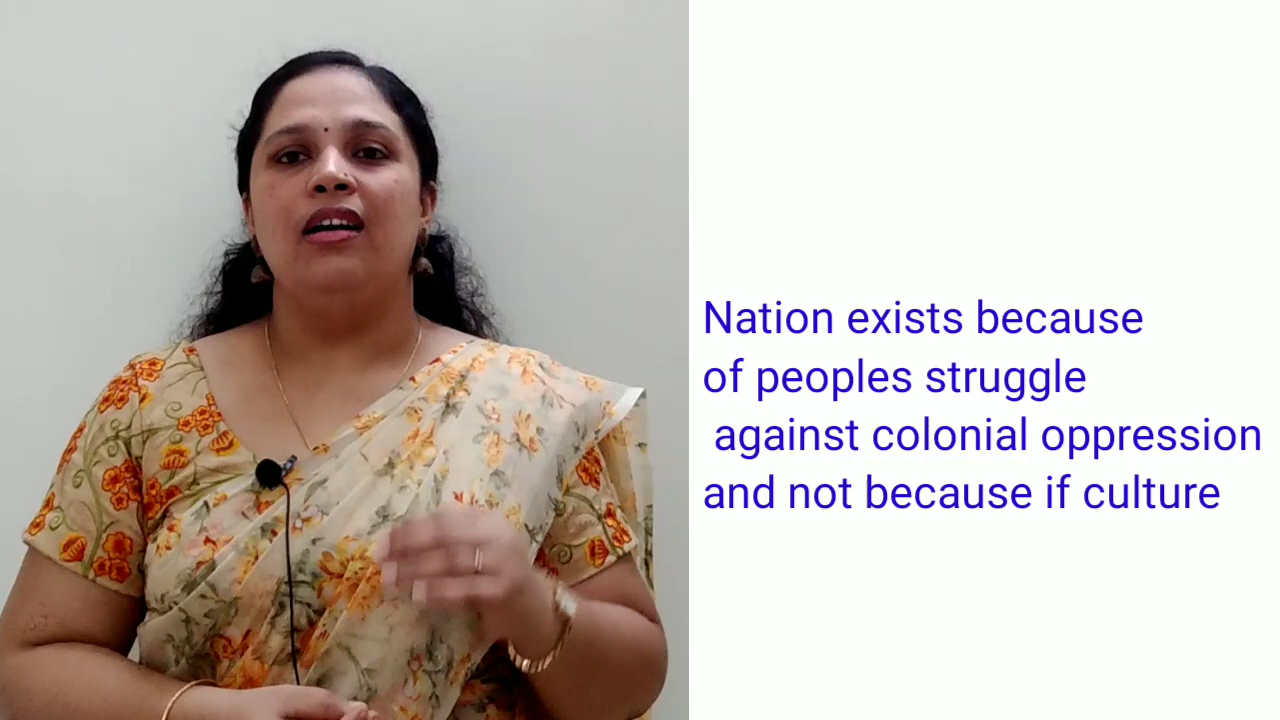 Nation exists because
of peoples struggle
against colonial oppression
and not because if culture